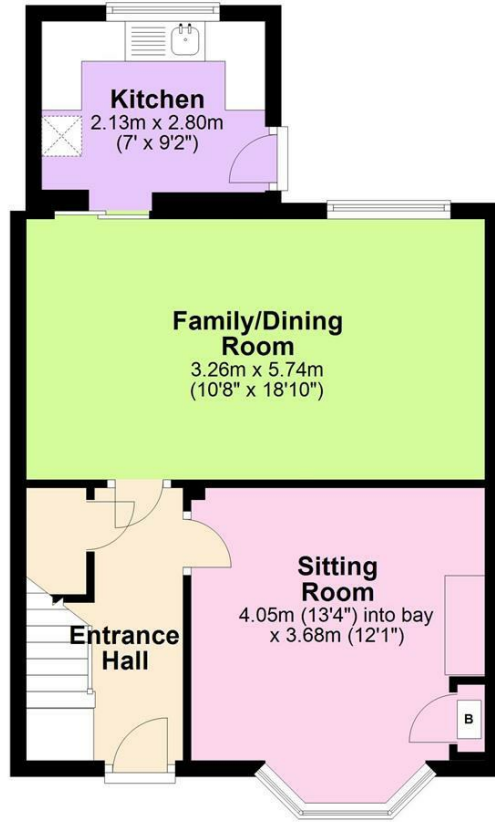 Kitchen
2.13m x 2.80m
(7' x 9'2")
Family/Dining
Room
3.26m x 5.74m
(10'8" x 18'10")
Sitting
Room
4.05m (13'4") into bay
x 3.68m (12'1")
Entrance
Hall
B